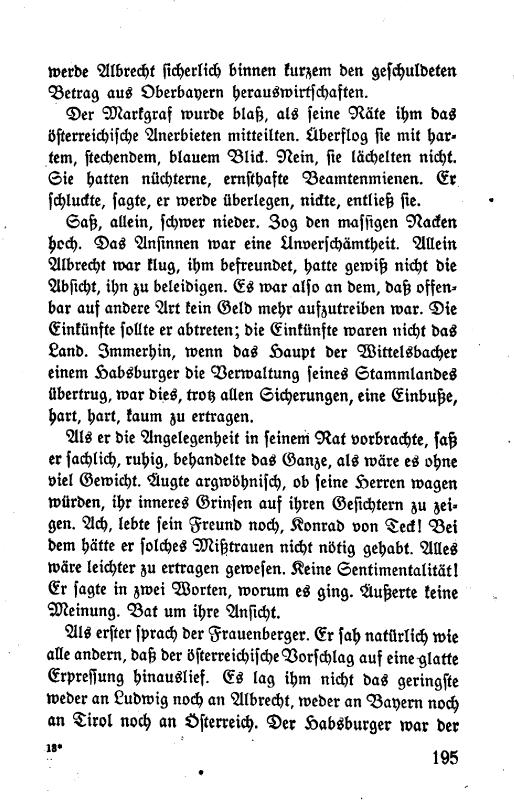 werde Albrecht sicherlich binnen kurzem den geschuldeten
Betrag aus Oberbayern herauswirtschaften.
Der Markgraf wurde blaß, als seine Räte ihm das
österreichische Anerbieten mitteilten. Überflog sie mit har-
tem, stechendem, blauem Blick. Nein, sie lächelten nicht.
Sie hatten nüchterne, ernsthafte Beamtenmienen. Er
schluckte, sagte, er werde überlegen, nickte, entließ sie.
Saß, allein, schwer nieder. Zog den massigen Nacken
hoch. Das Ansinnen war eine Unverschämtheit. Allein
Albrecht war klug, ihm befreundet, hatte gewiß nicht die
Absicht, ihn zu beleidigen. Es war also an dem, daß offen-
bar auf andere Art kein Geld mehr aufzutreiben war. Die
Einkünfte sollte er abtreten; die Einkünfte waren nicht das
Land. Immerhin, wenn das Haupt der Wittelsbacher
einem Habsburger die Verwaltung seines Stammlandes
übertrug, war dies, trotz allen Sicherungen, eine Einbuße,
hart, hart, kaum zu ertragen.
Als er die Angelegenheit in seinem Rat vorbrachte, saß
er sachlich, ruhig, behandelte das Ganze, als wäre es ohne
viel Gewicht. Äugte argwöhnisch, ob seine Herren wagen
würden, ihr inneres Grinsen auf ihren Gesichtern zu zei-
gen. Ach, lebte sein Freund noch, Konrad von Teck! Bei
dem hätte er solches Mißtrauen nicht nötig gehabt. Alles
wäre leichter zu ertragen gewesen. Keine Sentimentalität!
Er sagte in zwei Worten, worum es ging. Äußerte keine
Meinung. Bat um ihre Ansicht.
Als erster sprach der Frauenberger. Er sah natürlich wie
alle andern, daß der österreichische Vorschlag auf eine glatte
Erpressung hinauslief. Es lag ihm nicht das geringste
weder an Ludwig noch an Albrecht, weder an Bayern noch
an Tirol noch an Österreich. Der Habsburger war der
13*
195